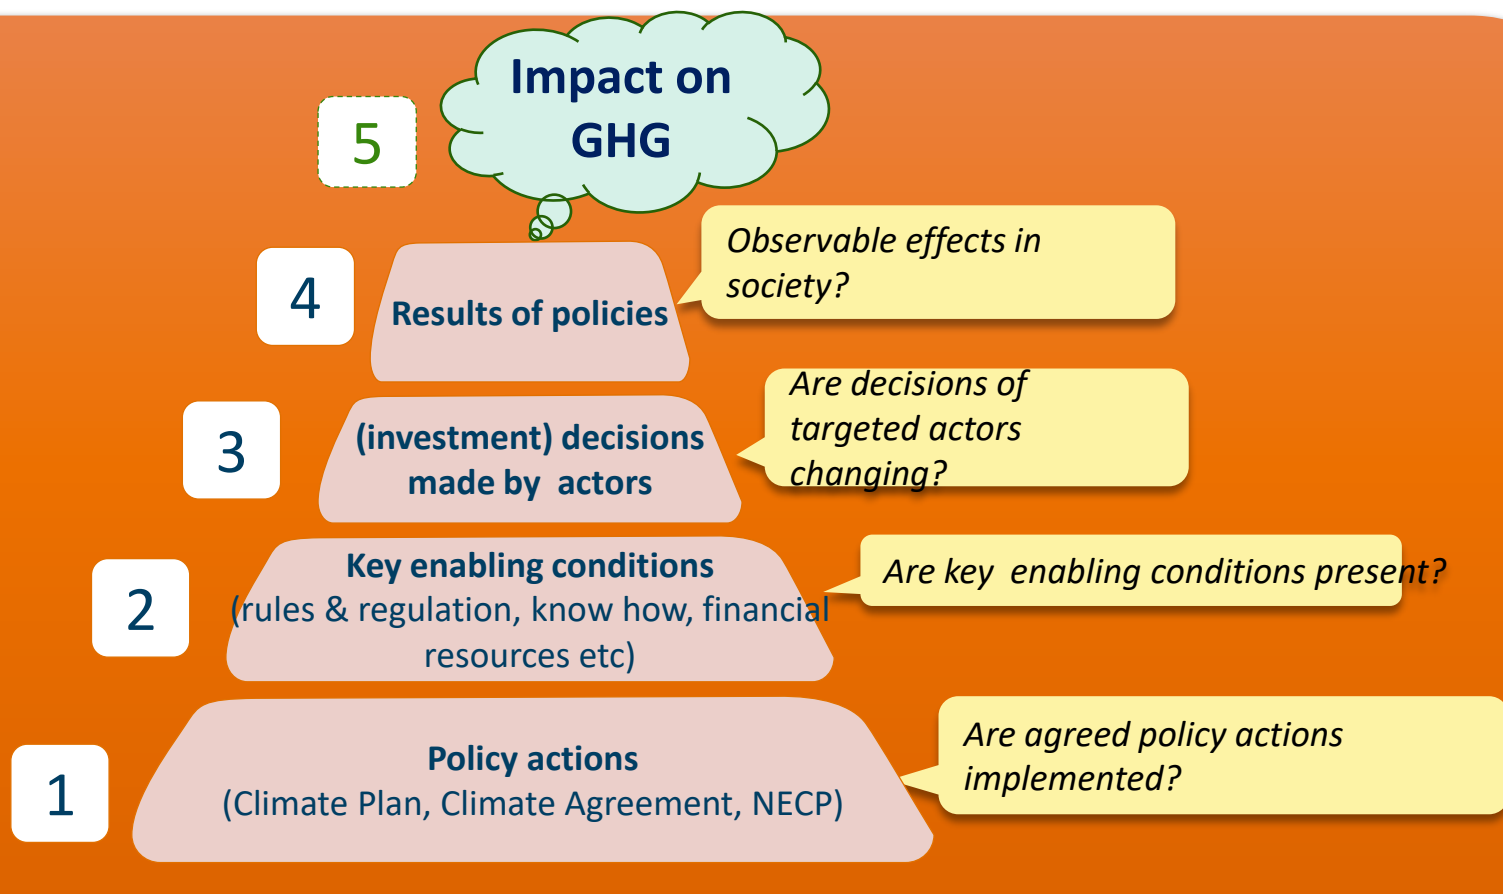 Impact on
GHG
5
Observable effects in
society?
4
Results of policies
Are decisions of
targeted actors
changing?
3
(investment) decisions
made by  actors
Key enabling conditions
(rules & regulation, know how, financial
resources etc)
2
Are key  enabling conditions present?
Are agreed policy actions
implemented?
1
Policy actions
(Climate Plan, Climate Agreement, NECP)